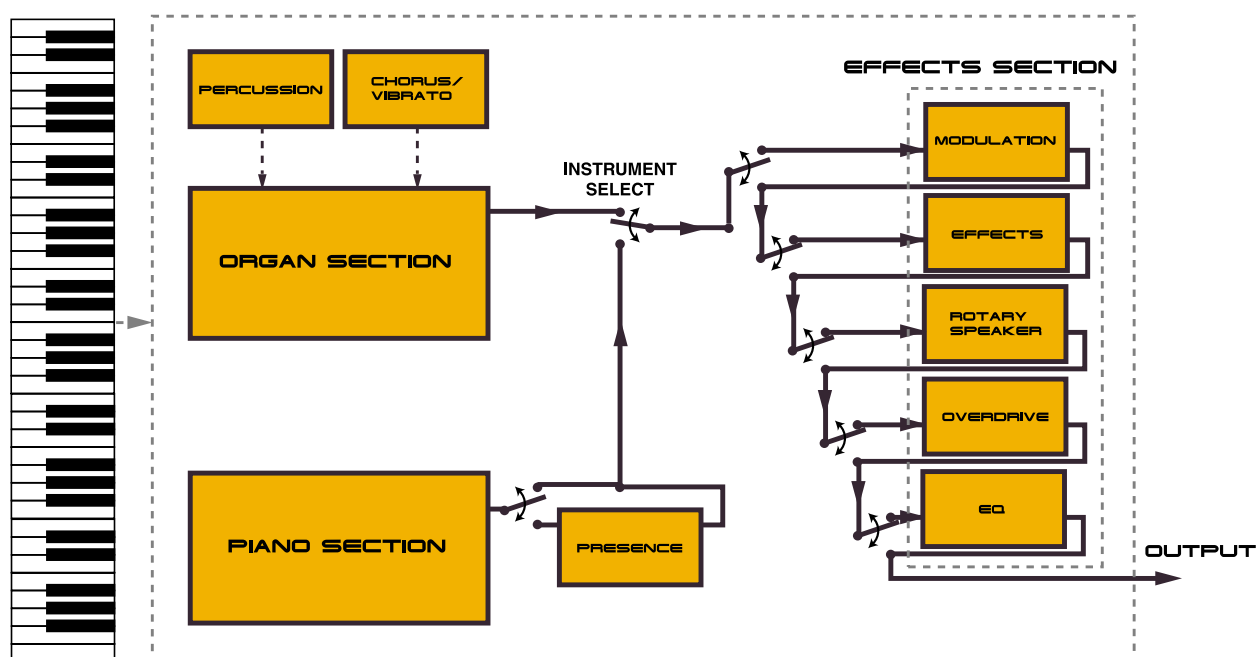 PERCUSSION
CHORUS/
VIBRATO
EFFECTS SECTION
MODULATION
INSTRUMENT
SELECT
ORGAN SECTION
EFFECTS
ROTARY
SPEAKER
OVERDRIVE
PIANO SECTION
PRESENCE
EQ
OUTPUT